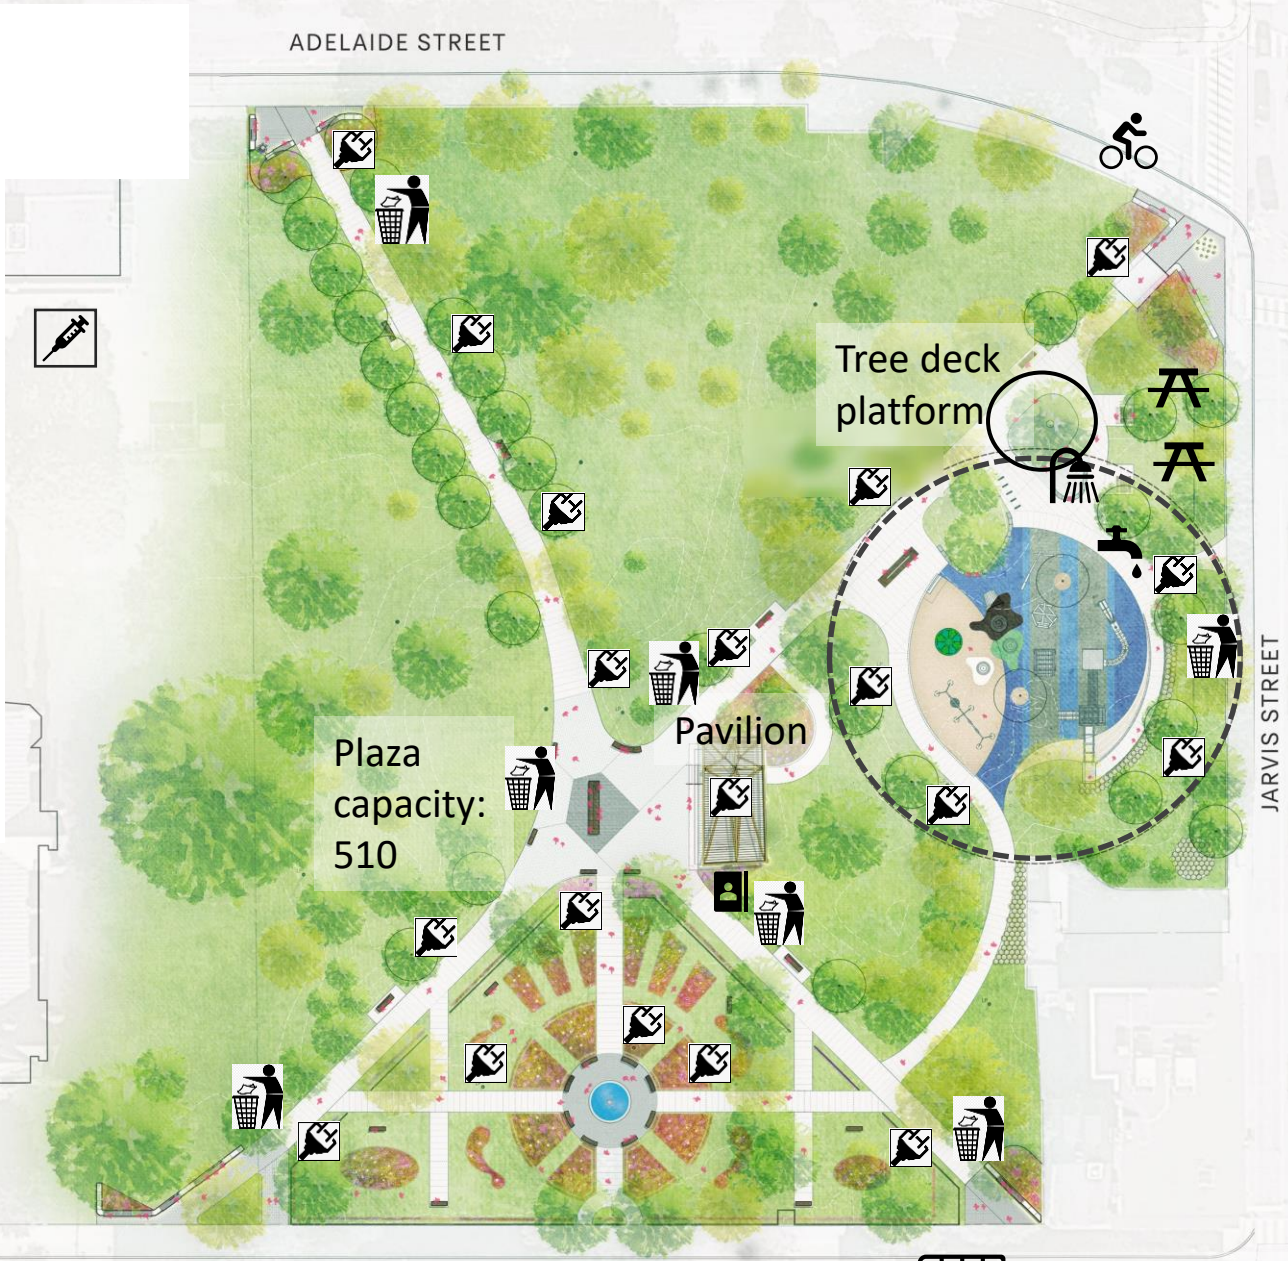 ADELAIDE STREET
Tree deck
platform
Pavilion
Plaza
capacity:
510
JARVIS STREET